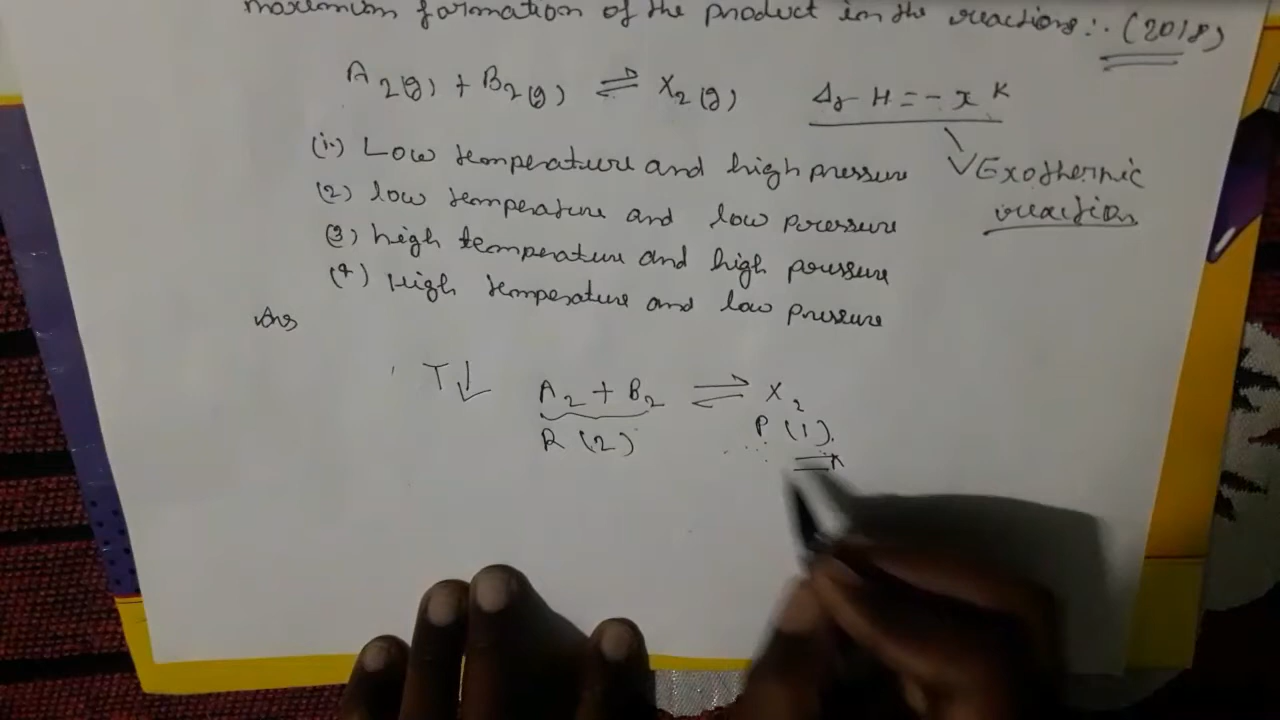 maximum formation of the product in the reactions:. (2018)
A2(g) + B2(g) ⇌ X2(g) ΔrH = - x K
(1.) Low temperature and high pressure
Exothermic
reaction
(2) low temperature and low pressure
(3) high temperature and high pressure
(4) High temperature and low pressure
Ans
T↓ A2 + B2 ⇌ X2
R (2) P (1)